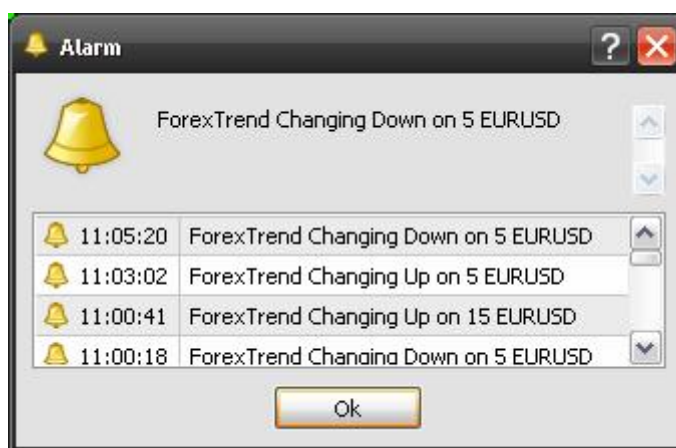 Alarm
?
ForexTrend Changing Down on 5 EURUSD
11:05:20 ForexTrend Changing Down on 5 EURUSD
11:03:02 ForexTrend Changing Up on 5 EURUSD
11:00:41 ForexTrend Changing Up on 15 EURUSD
11:00:18 ForexTrend Changing Down on 5 EURUSD
Ok